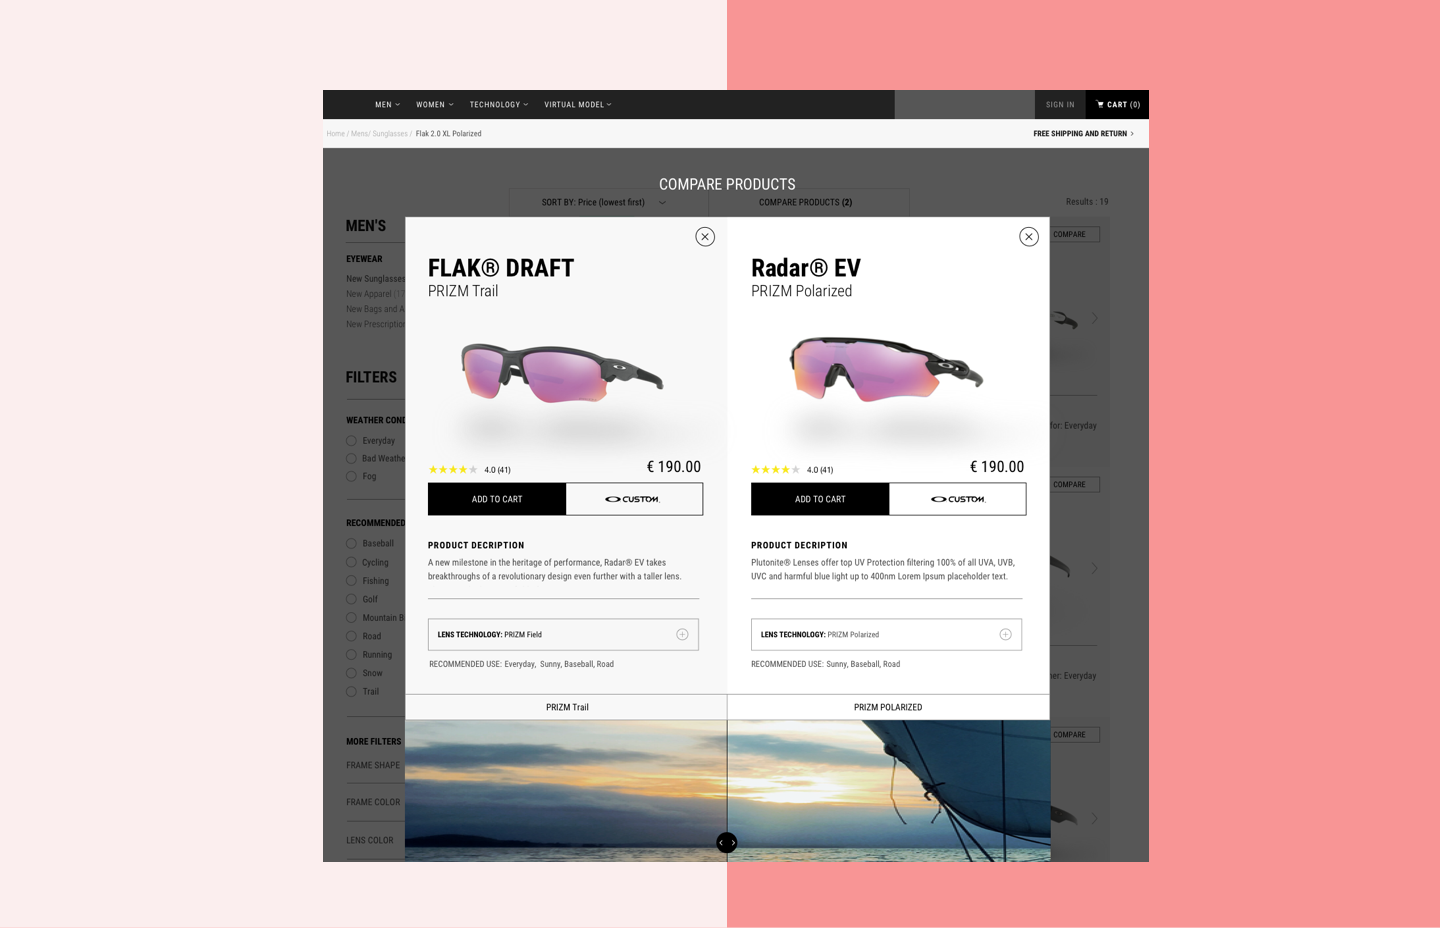 MEN
WOMEN
TECHNOLOGY
VIRTUAL MODEL
SIGN IN
CART (0)
Home / Mens/ Sunglasses / Flak 2.0 XL Polarized
FREE SHIPPING AND RETURN
COMPARE PRODUCTS
SORT BY: Price (lowest first)
COMPARE PRODUCTS (2)
Results : 19
MEN'S
EYEWEAR
New Sunglasses
New Apparel
New Bags and
New
FILTERS
WEATHER
Everyday
Bad
Fog
RECOMMENDED
Baseball
Cycling
Fishing
Golf
Mountain
Road
Running
Snow
Trail
MORE FILTERS
FRAME SHAPE
FRAME COLOR
LENS COLOR
FLAK® DRAFT
PRIZM Trail
4.0 (41)
€ 190.00
ADD TO CART
CUSTOM
PRODUCT DECRIPTION
A new milestone in the heritage of performance, Radar® EV takes
breakthroughs of a revolutionary design even further with a taller lens.
LENS TECHNOLOGY: PRIZM Field
RECOMMENDED USE: Everyday, Sunny, Baseball, Road
PRIZM Trail
Radar® EV
PRIZM Polarized
4.0 (41)
€ 190.00
ADD TO CART
CUSTOM
PRODUCT DECRIPTION
Plutonite® Lenses offer top UV Protection filtering 100% of all UVA, UVB,
UVC and harmful blue light up to 400nm Lorem Ipsum placeholder text.
LENS TECHNOLOGY: PRIZM Polarized
RECOMMENDED USE: Sunny, Baseball, Road
PRIZM POLARIZED
COMPARE
for: Everyday
COMPARE
Everyday
COMPARE